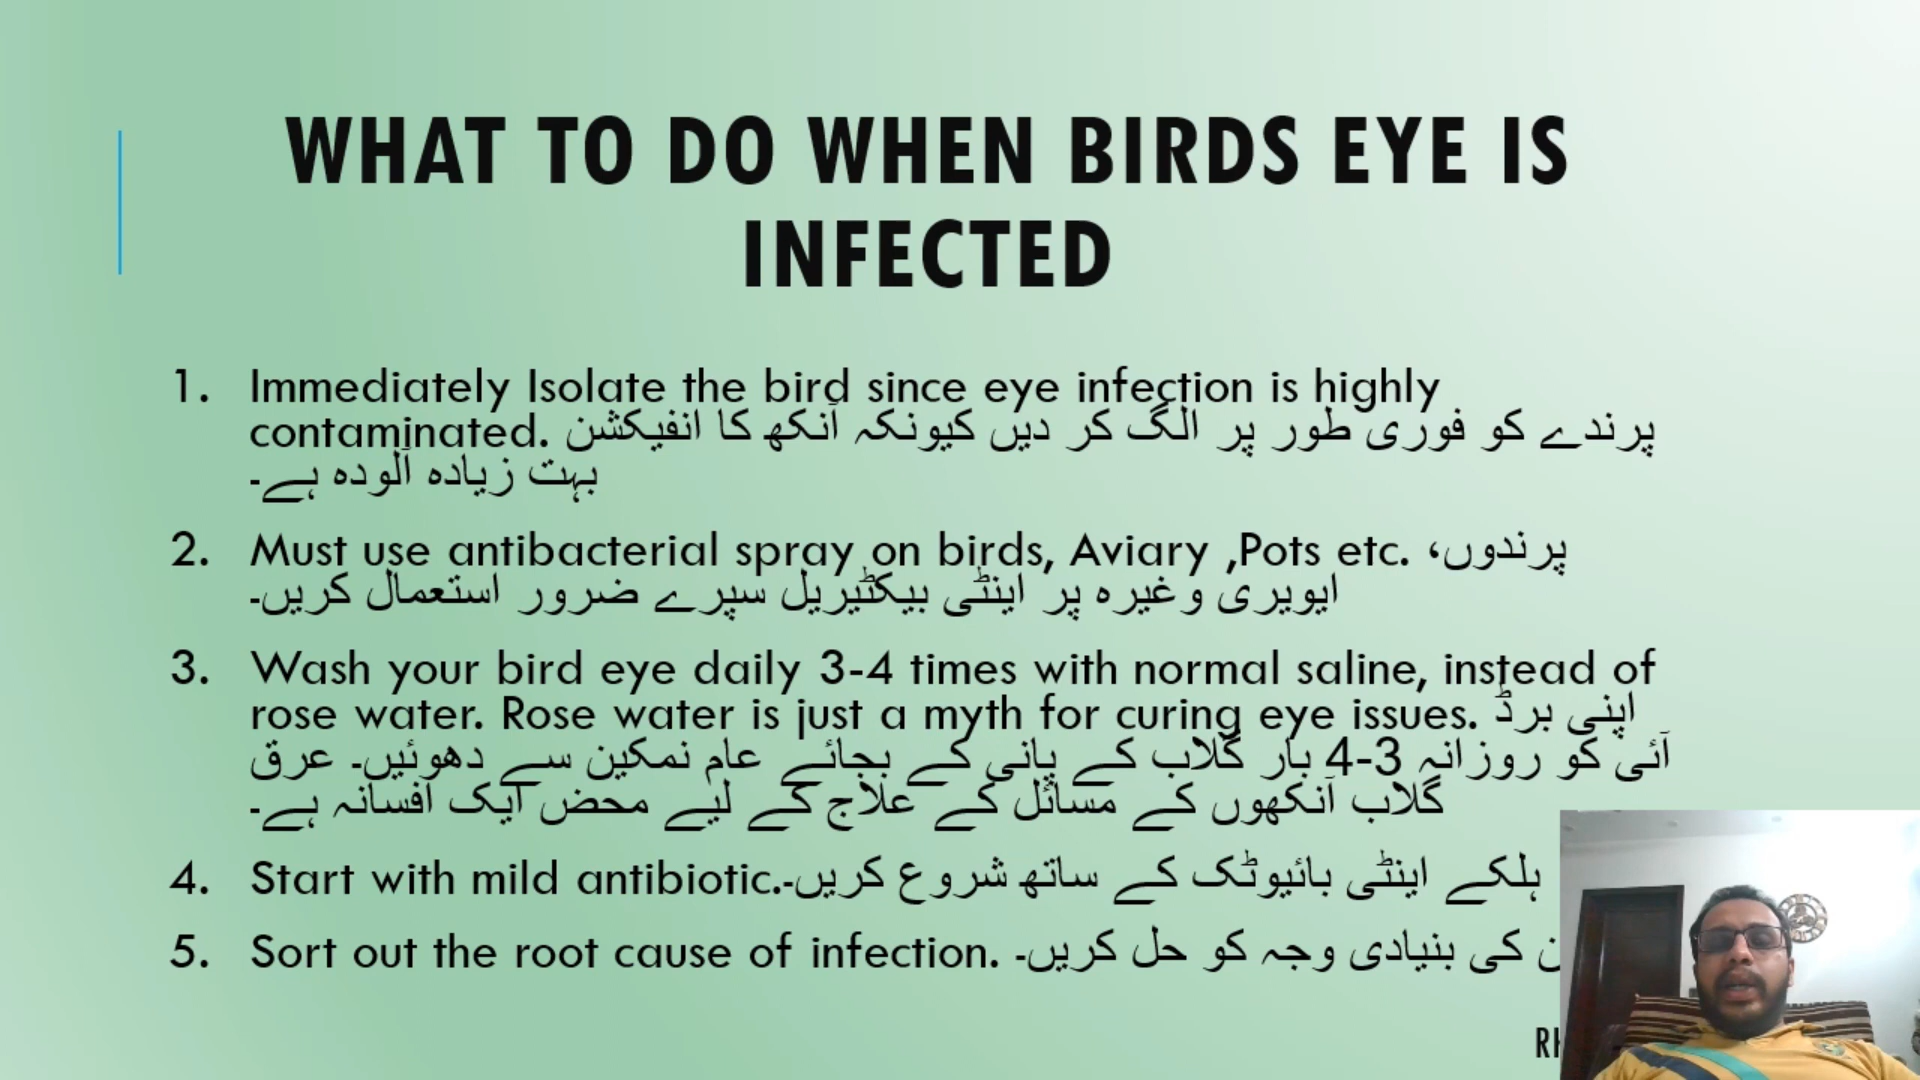 WHAT TO DO WHEN BIRDS EYE IS
INFECTED
1. Immediately Isolate the bird since eye infection is highly
contaminated. پرندے کو فوری طور پر الگ کر دیں کیونکہ آنکھ کا انفیکشن
بہت زیادہ آلودہ ہے۔
2. Must use antibacterial spray on birds, Aviary ,Pots etc. پرندوں،
ایویری وغیرہ پر اینٹی بیکٹیریل سپرے ضرور استعمال کریں۔
3. Wash your bird eye daily 3-4 times with normal saline, instead of
rose water. Rose water is just a myth for curing eye issues. اپنی برڈ
آئی کو روزانہ 3-4 بار گلاب کے پانی کے بجائے عام نمکین سے دھوئیں۔ عرق
گلاب آنکھوں کے مسائل کے علاج کے لیے محض ایک افسانہ ہے۔
4. Start with mild antibiotic. ہلکے اینٹی بائیوٹک کے ساتھ شروع کریں۔
5. Sort out the root cause of infection. کی بنیادی وجہ کو حل کریں۔